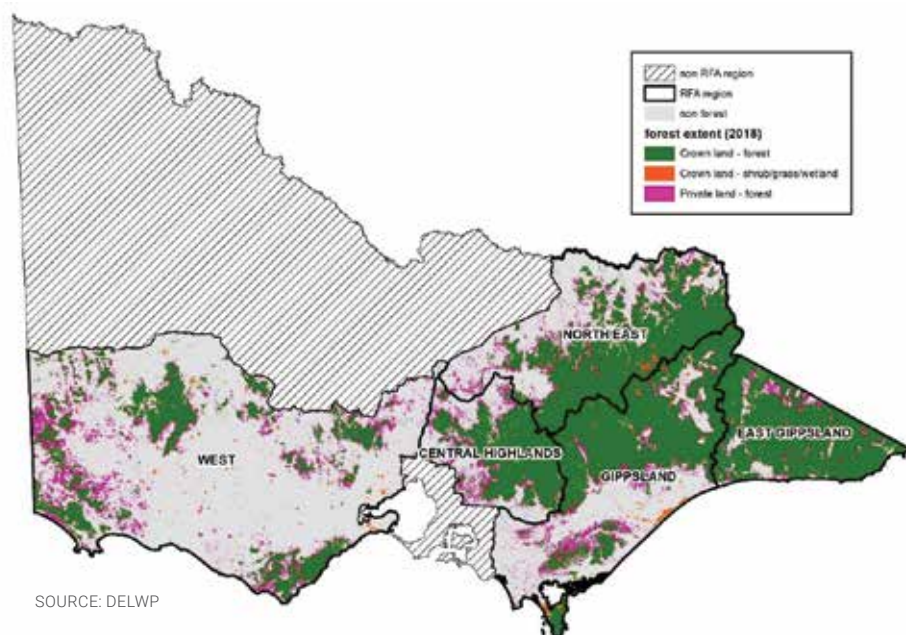 non RFA region
RFA region
non forest
forest extent (2018)
Crown land - forest
Crown land - shrub/grass/wetland
Private land - forest
NORTH EAST
EAST GIPPSLAND
CENTRAL HIGHLANDS
WEST
GIPPSLAND
SOURCE: DELWP